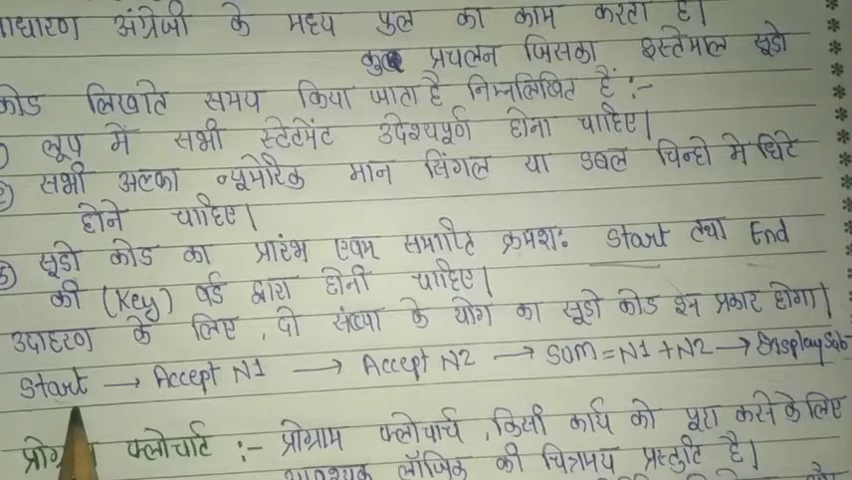 साधारण अंग्रेजी के मध्य पुल का काम करता है।
कुछ प्रचलन जिसका इस्तेमाल सूडो
कोड लिखते समय किया जाता है निम्नलिखित हैं :-
लूप में सभी स्टेटमेंट उदेश्यपूर्ण होना चाहिए।
सभी अल्का न्यूमेरिक मान सिंगल या डबल चिन्हो मे घिटे
होने चाहिए।
सूडो कोड का प्रारंभ एवम समाप्ति क्रमशः Start तथा End
की (Key) वर्ड द्वारा होनी चाहिए।
उदाहरण के लिए, दो संख्या के योग का सूडो कोड इस प्रकार होगा।
Start → Accept N1 → Accept N2 → SUM = N1 + N2 → Display
फ्लोचार्ट :- प्रोग्राम फ्लोचार्ट, किसी कार्य को पूरा करने के लिए
आवश्यक लॉजिक की चित्रमय प्रस्तुति है।